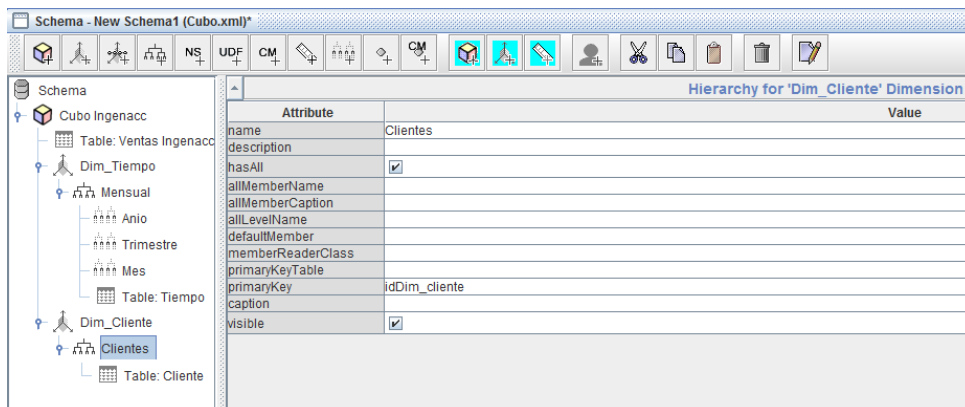 Schema - New Schema1 (Cubo.xml)*
NS UDF CM CM
Schema
Cubo Ingenacc
Table: Ventas Ingenacc
Dim_Tiempo
Mensual
Anio
Trimestre
Mes
Table: Tiempo
Dim_Cliente
Clientes
Table: Cliente
Hierarchy for 'Dim_Cliente' Dimension
Attribute Value
name Clientes
description
hasAll
allMemberName
allMemberCaption
allLevelName
defaultMember
memberReaderClass
primaryKeyTable
primaryKey idDim_cliente
caption
visible